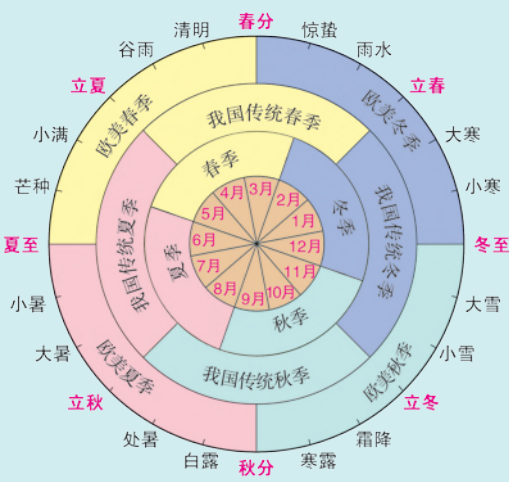 春分
清明
惊蛰
谷雨
雨水
立夏
立春
小满
大寒
芒种
小寒
夏至
冬至
小暑
大雪
大暑
小雪
立秋
立冬
处暑
霜降
白露
寒露
秋分
欧美春季
欧美冬季
欧美夏季
欧美秋季
我国传统春季
我国传统冬季
我国传统夏季
我国传统秋季
春季
冬季
夏季
秋季
3月
2月
1月
12月
11月
10月
9月
8月
7月
6月
5月
4月